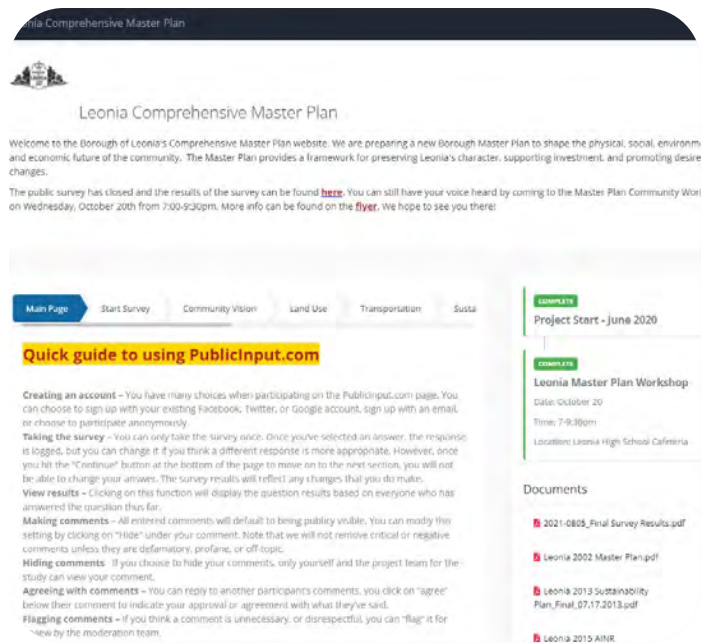 nia Comprehensive Master Plan
Leonia Comprehensive Master Plan
Welcome to the Borough of Leonia's Comprehensive Master Plan website. We are preparing a new Borough Master Plan to shape the physical, social, environm
and economic future of the community. The Master Plan provides a framework for preserving Leonia's character, supporting investment, and promoting desire
changes.
The public survey has closed and the results of the survey can be found here. You can still have your voice heard by coming to the Master Plan Community Wor
on Wednesday, October 20th from 7:00-9:30pm. More info can be found on the flyer. We hope to see you there!
Main Page
Start Survey
Community Vision
Land Use
Transportation
Susta
Quick guide to using PublicInput.com
Creating an account – You have many choices when participating on the PublicInput.com page. You
can choose to sign up with your existing Facebook, Twitter, or Google account, sign up with an email,
or choose to participate anonymously.
Taking the survey – You can only take the survey once. Once you've selected an answer, the response
is logged, but you can change it if you think a different response is more appropriate. However, once
you hit the "Continue" button at the bottom of the page to move on to the next section, you will not
be able to change your answer. The survey results will reflect any changes that you do make.
View results – Clicking on this function will display the question results based on everyone who has
answered the question thus far.
Making comments – All entered comments will default to being publicy visible. You can modify this
setting by clicking on "Hide" under your comment. Note that we will not remove critical or negative
comments unless they are defamatory, profane, or off-topic.
Hiding comments - If you choose to hide your comments, only yourself and the project team for the
study can view your comment.
Agreeing with comments – You can reply to another participant's comments, you click on "agree"
below their comment to indicate your approval or agreement with what they've said.
Flagging comments – If you think a comment is unnecessary, or disrespectful, you can "flag" it for
view by the moderation team.
COMPLETE
Project Start - June 2020
COMPLETE
Leonia Master Plan Workshop
Date: October 20
Time: 7-9:30pm
Location: Leonia High School Cafeteria
Documents
2021-0805_Final Survey Results.pdf
Leonia 2002 Master Plan.pdf
Leonia 2013 Sustainability
Plan_Final_07.17.2013.pdf
Leonia 2015 AINR